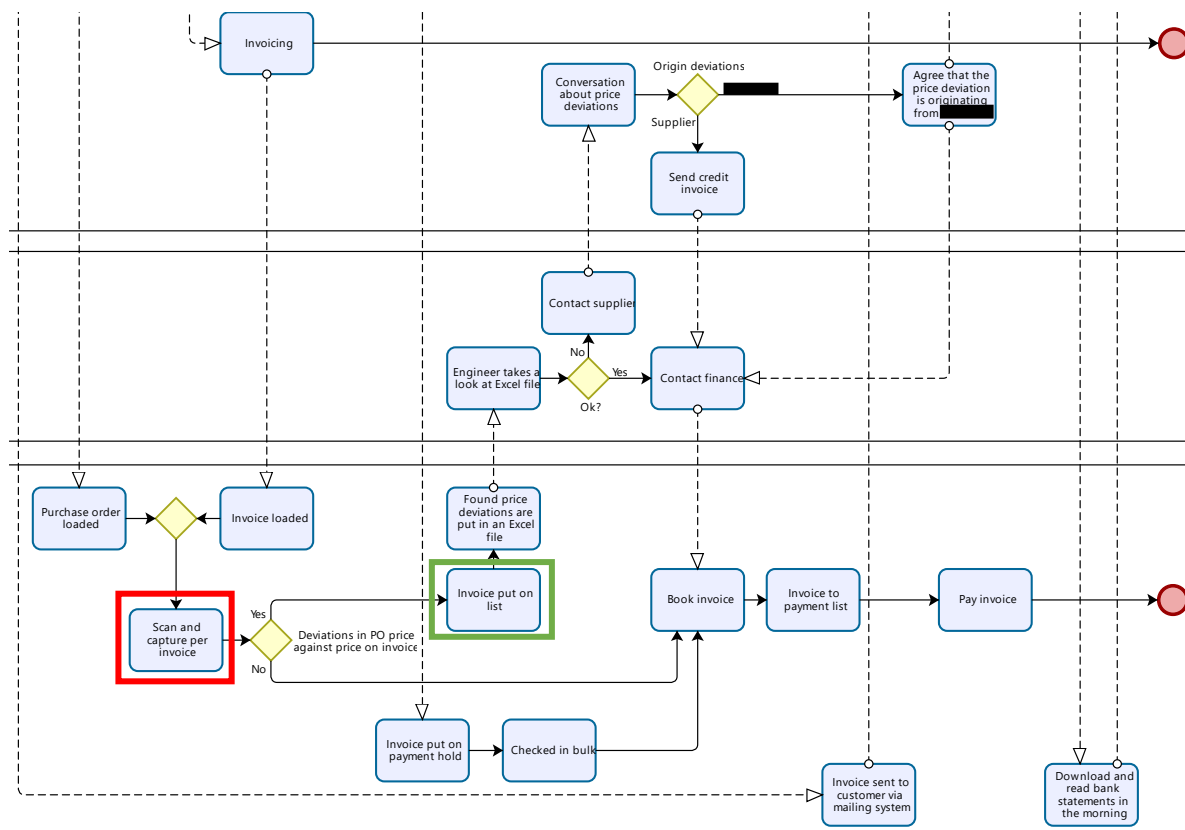 Invoicing
Origin deviations
Conversation
about price
deviations
Agree that the
price deviation
is originating
from
Supplier
Send credit
invoice
Contact supplier
No
Engineer takes a
look at Excel file
Yes
Contact finance
Ok?
Purchase order
loaded
Invoice loaded
Found price
deviations are
put in an Excel
file
Invoice put on
list
Book invoice
Invoice to
payment list
Pay invoice
Scan and
capture per
invoice
Yes
Deviations in PO price
against price on invoice
No
Invoice put on
payment hold
Checked in bulk
Invoice sent to
customer via
mailing system
Download and
read bank
statements in
the morning